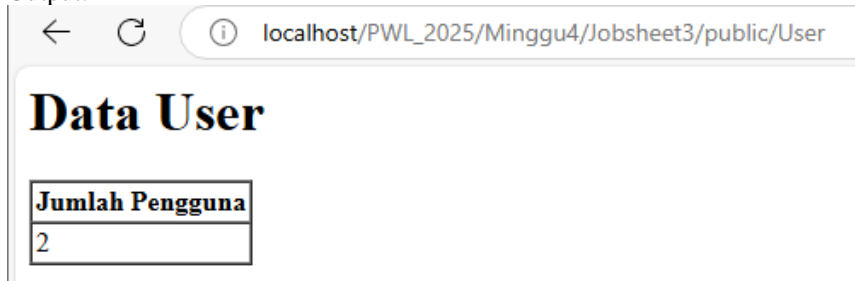 localhost/PWL_2025/Minggu4/Jobsheet3/public/User
Data User
Jumlah Pengguna
2